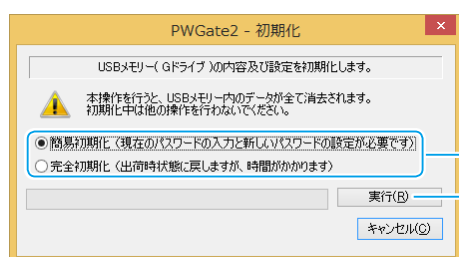 PWGate2 - 初期化
USBメモリー( Gドライブ )の内容及び設定を初期化します。
本操作を行うと、USBメモリー内のデータが全て消去されます。
初期化中は他の操作を行わないでください。
簡易初期化（現在のパスワードの入力と新しいパスワードの設定が必要です）
完全初期化（出荷時状態に戻しますが、時間がかかります）
実行(R)
キャンセル(C)